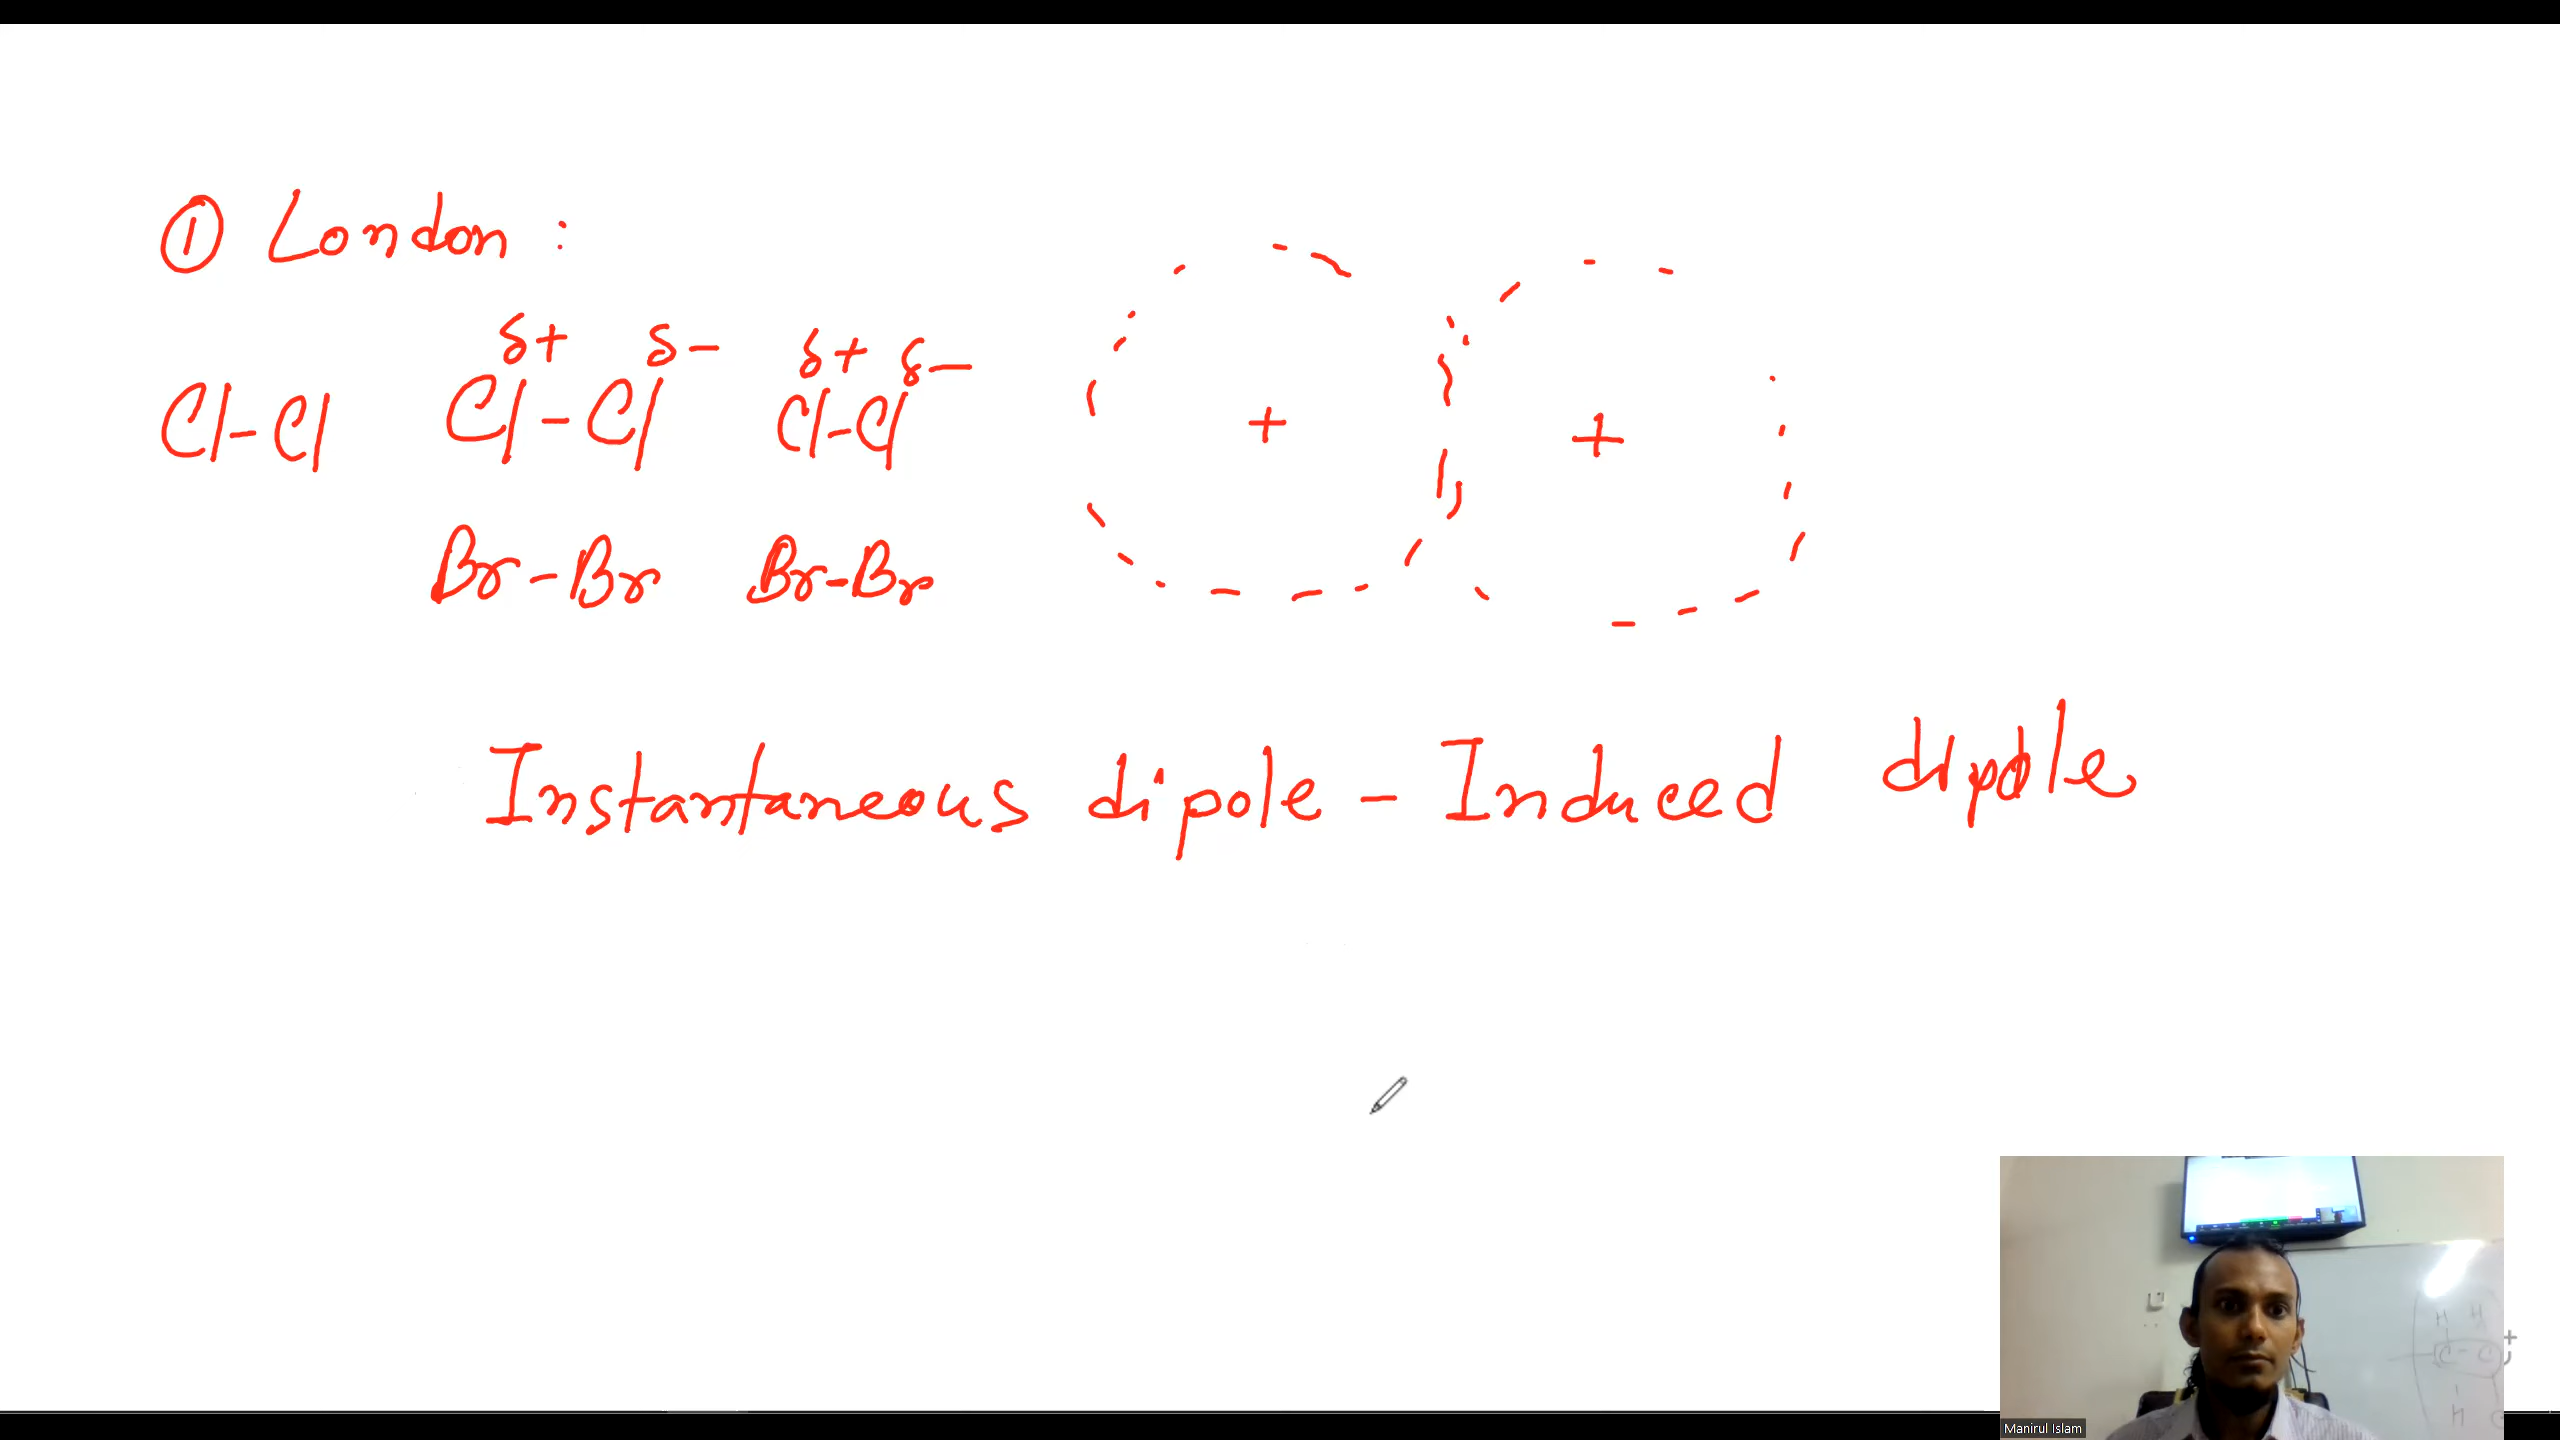 ① London :
δ+ δ- δ+ δ-
Cl-Cl Cl-Cl Cl-Cl
+ +
Br-Br Br-Br
Instantaneous dipole - Induced dipole
Manirul Islam